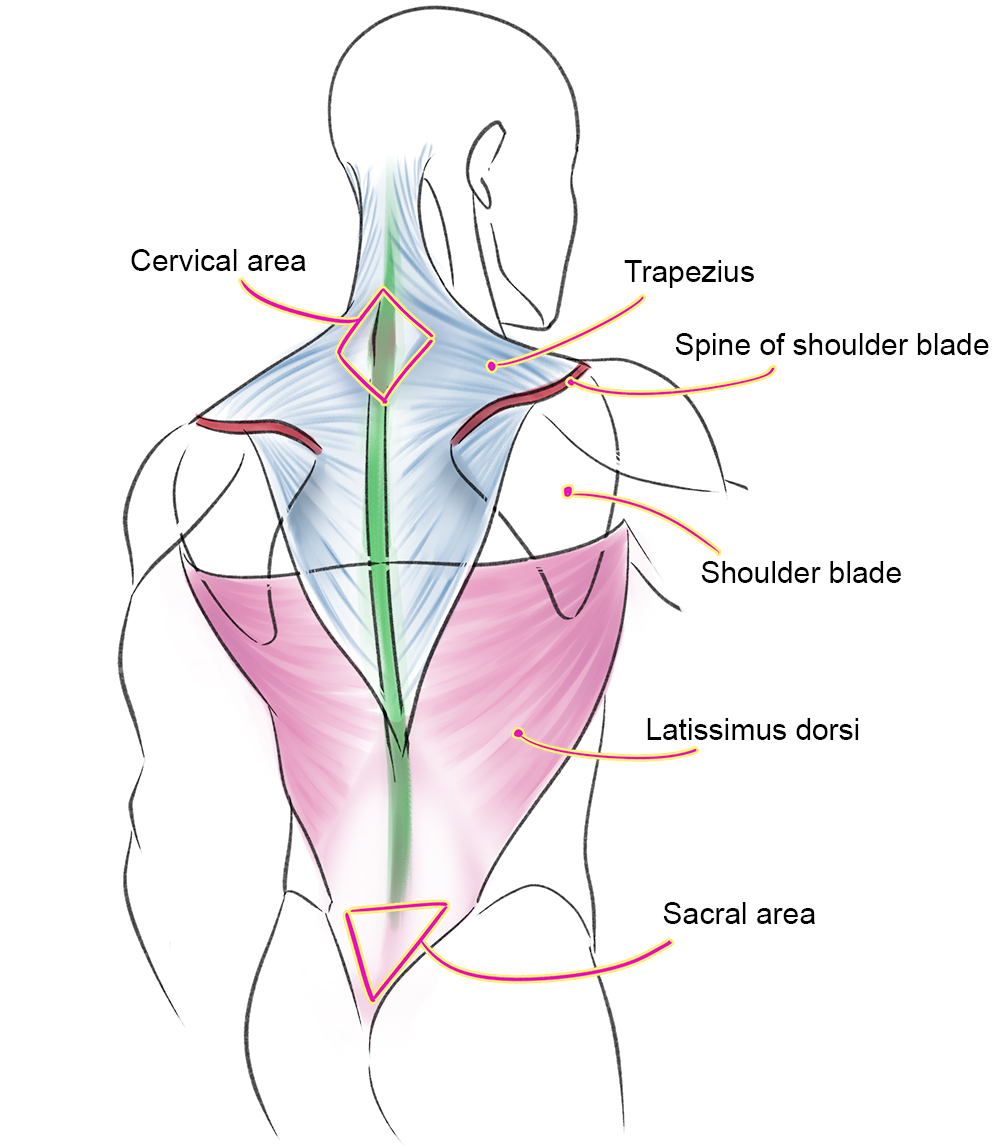 Cervical area
Trapezius
Spine of shoulder blade
Shoulder blade
Latissimus dorsi
Sacral area